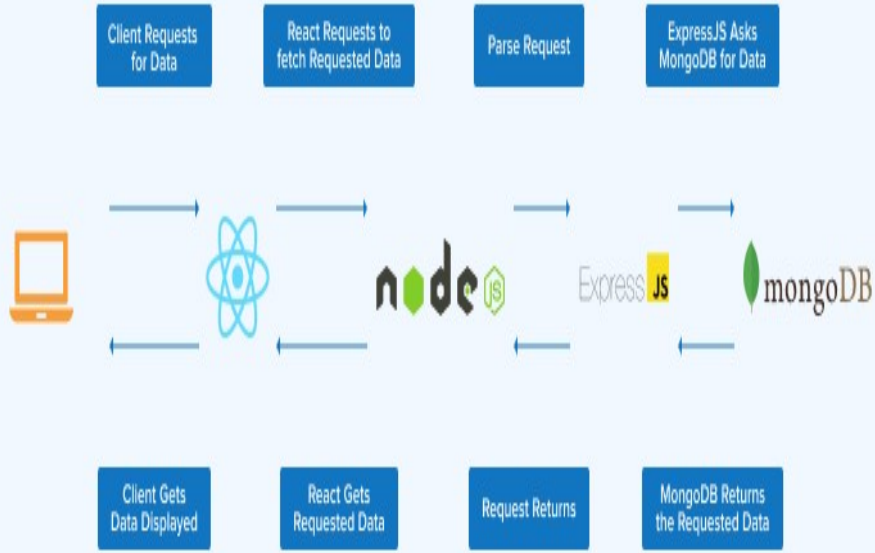 Client Requests
for Data
React Requests to
fetch Requested Data
Parse Request
ExpressJS Asks
MongoDB for Data
node JS
Express JS
mongoDB
Client Gets
Data Displayed
React Gets
Requested Data
Request Returns
MongoDB Returns
the Requested Data